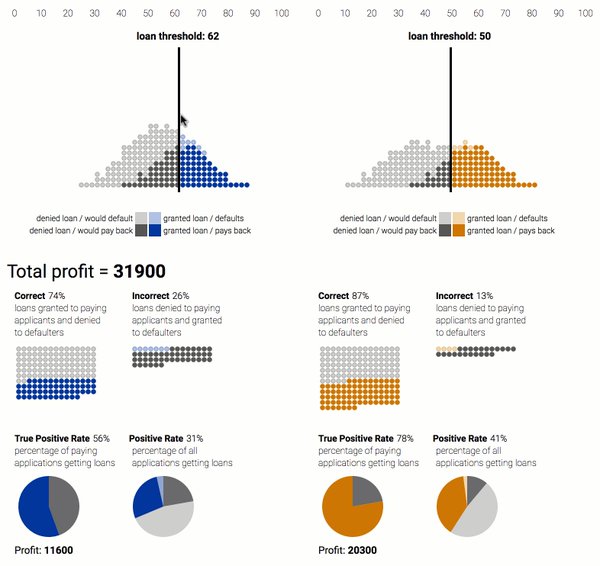 0 10 20 30 40 50 60 70 80 90 100
0 10 20 30 40 50 60 70 80 90 100
loan threshold: 62
loan threshold: 50
denied loan / would default
granted loan / defaults
denied loan / would pay back
granted loan / pays back
denied loan / would default
granted loan / defaults
denied loan / would pay back
granted loan / pays back
Total profit = 31900
Correct 74%
loans granted to paying
applicants and denied
to defaulters
Incorrect 26%
loans denied to paying
applicants and granted
to defaulters
Correct 87%
loans granted to paying
applicants and denied
to defaulters
Incorrect 13%
loans denied to paying
applicants and granted
to defaulters
True Positive Rate 56%
percentage of paying
applications getting loans
Positive Rate 31%
percentage of all
applications getting loans
True Positive Rate 78%
percentage of paying
applications getting loans
Positive Rate 41%
percentage of all
applications getting loans
Profit: 11600
Profit: 20300